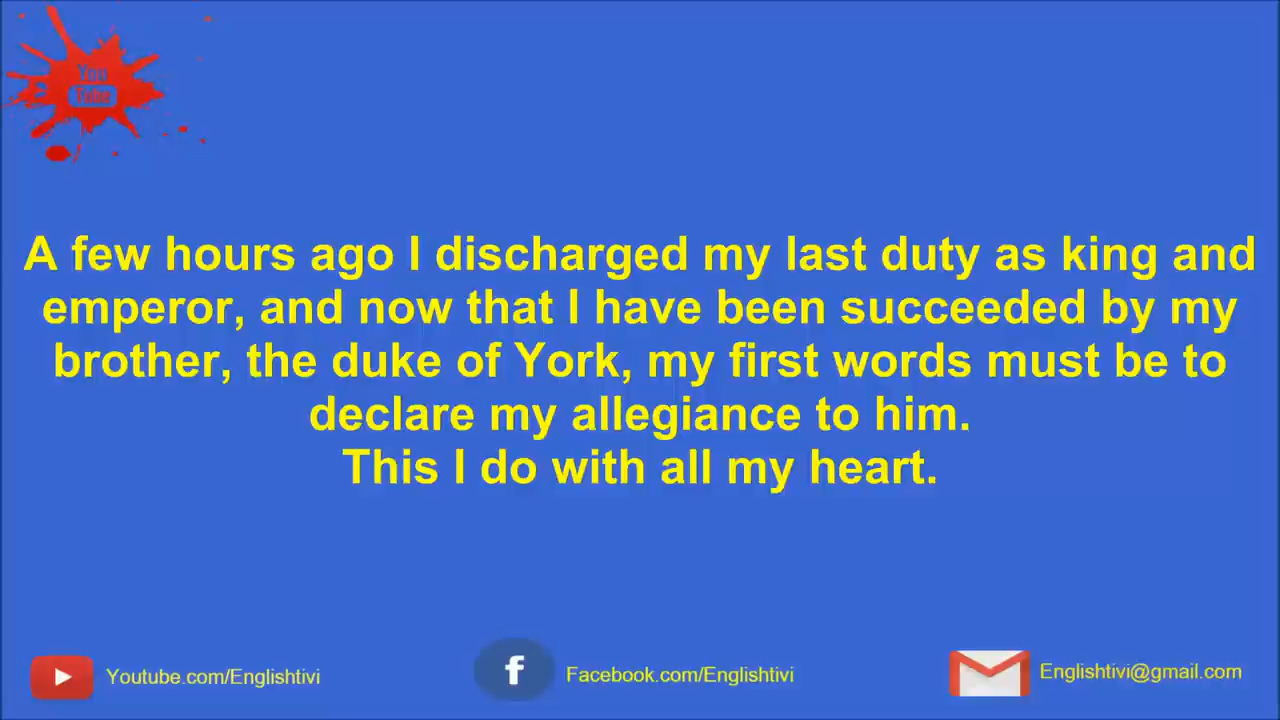 You
Tube
A few hours ago I discharged my last duty as king and
emperor, and now that I have been succeeded by my
brother, the duke of York, my first words must be to
declare my allegiance to him.
This I do with all my heart.
Youtube.com/Englishtivi
f
Facebook.com/Englishtivi
Englishtivi@gmail.com